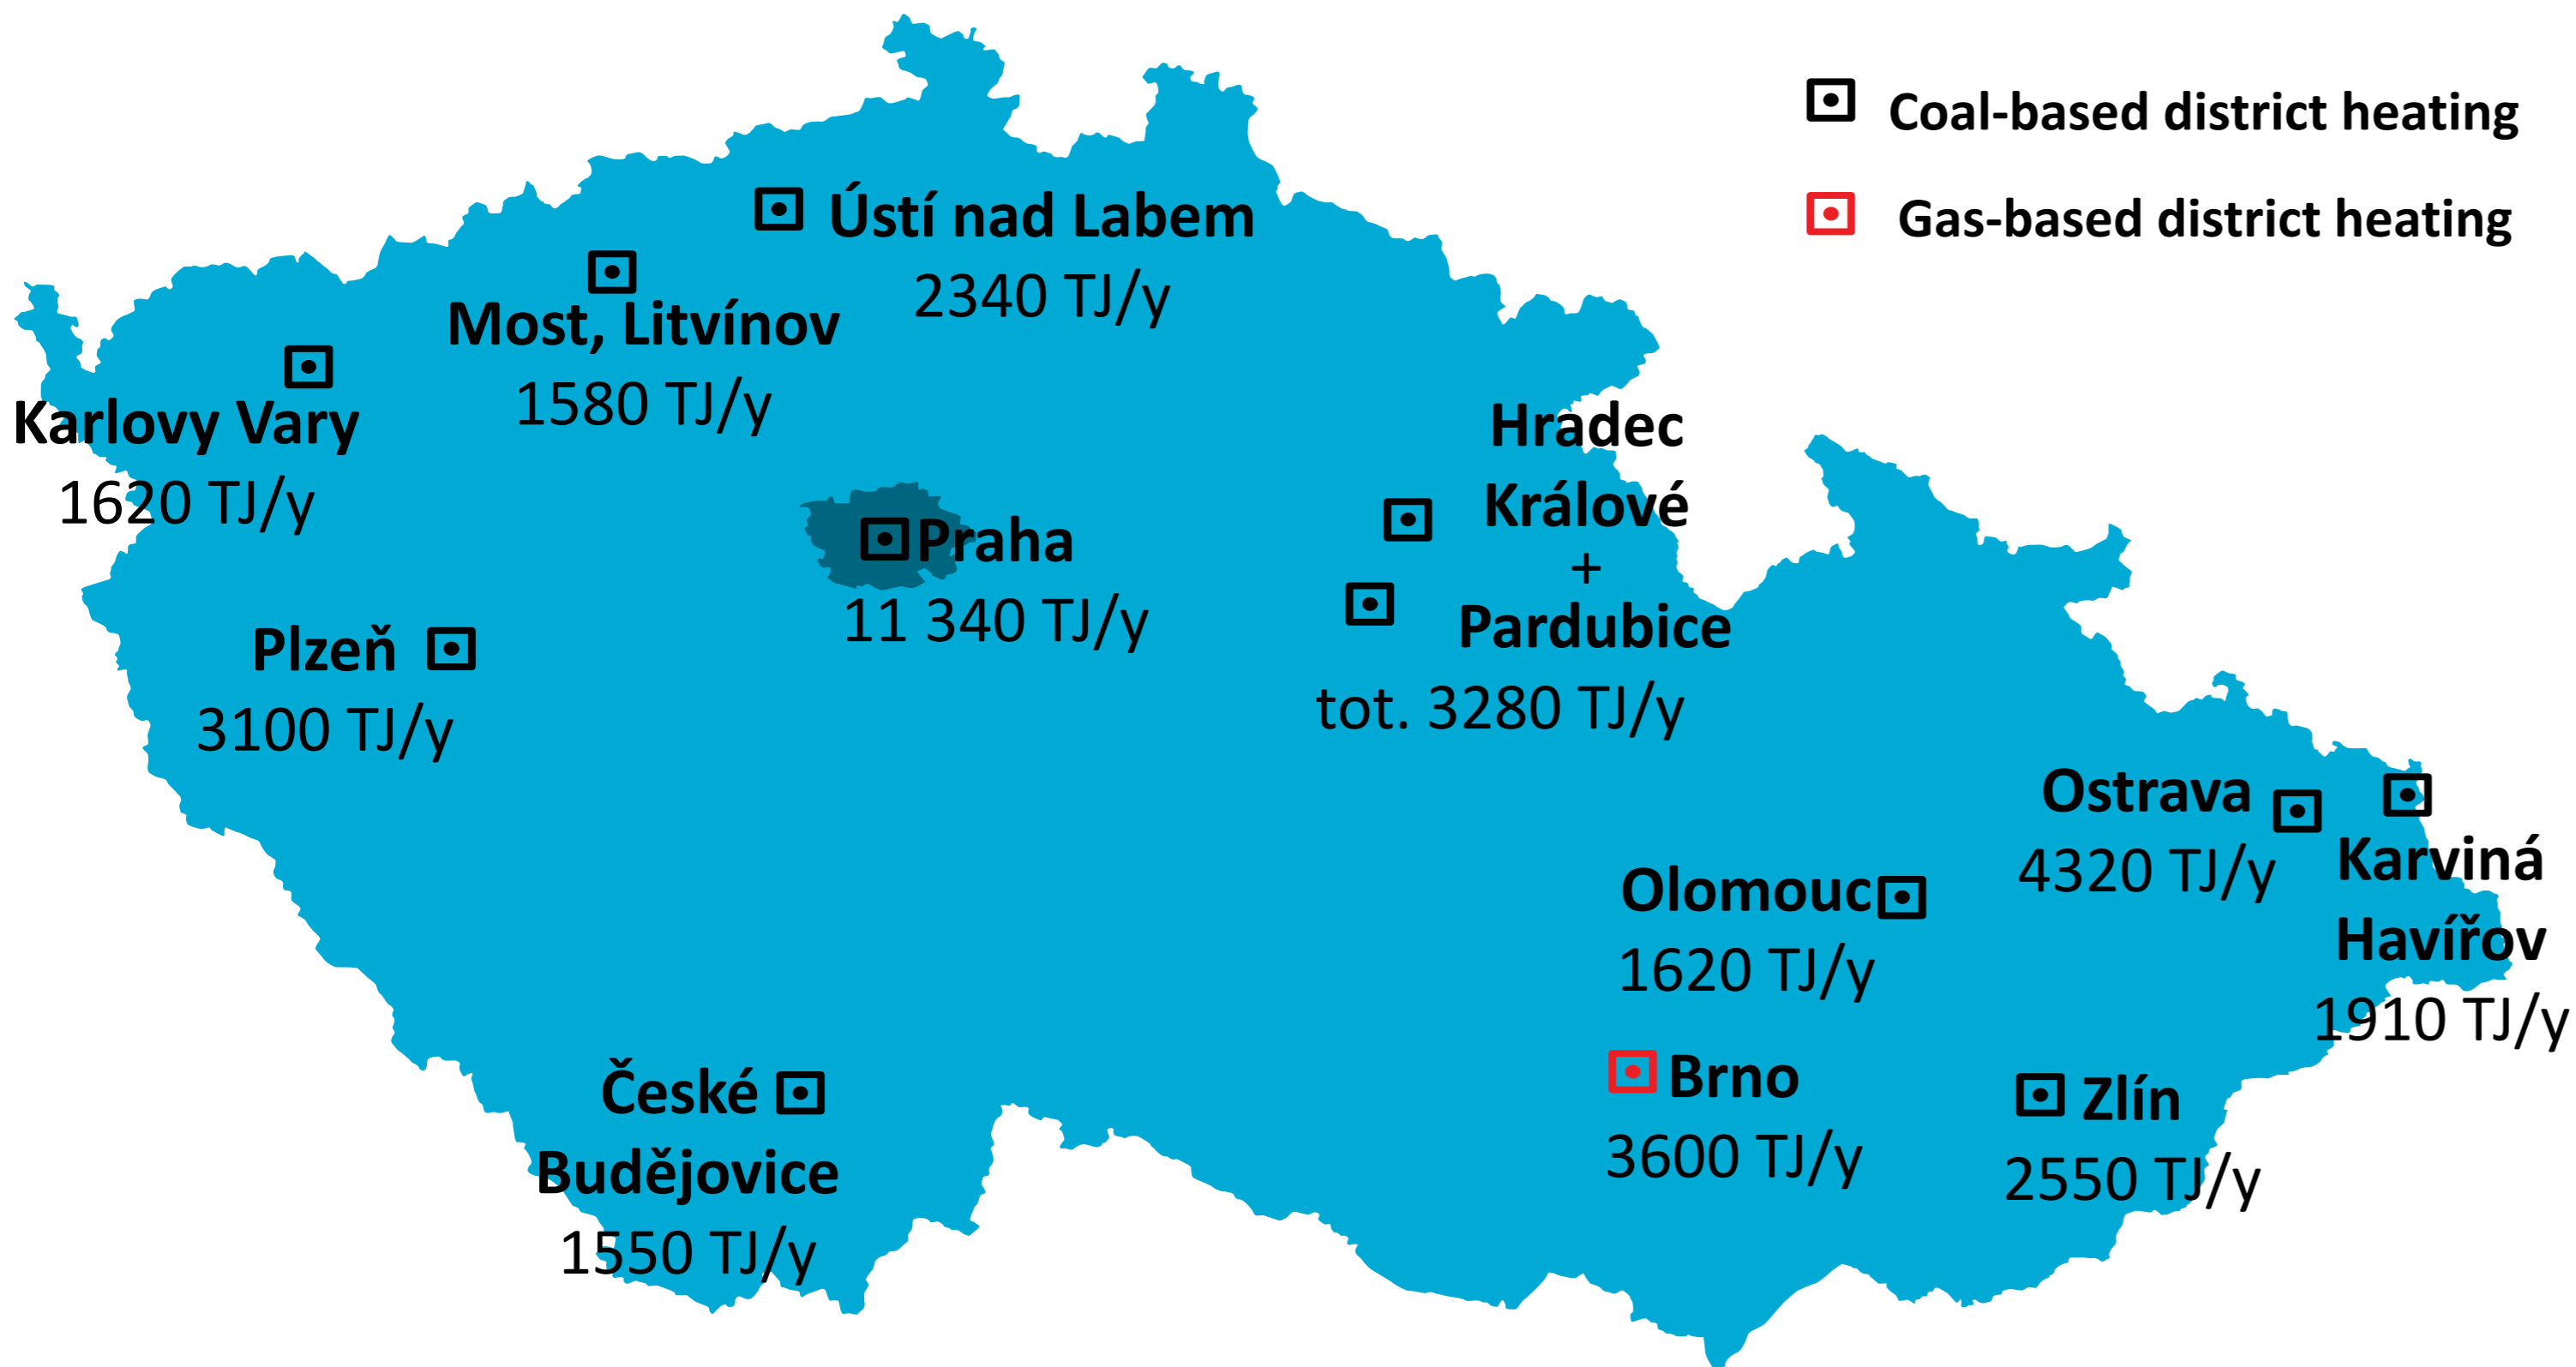 Coal-based district heating
Gas-based district heating
Ústí nad Labem
2340 TJ/y
Most, Litvínov
1580 TJ/y
Karlovy Vary
1620 TJ/y
Hradec
Králové
+
Pardubice
tot. 3280 TJ/y
Praha
11 340 TJ/y
Plzeň
3100 TJ/y
Ostrava
4320 TJ/y
Karviná
Havířov
1910 TJ/y
Olomouc
1620 TJ/y
Brno
3600 TJ/y
Zlín
2550 TJ/y
České
Budějovice
1550 TJ/y